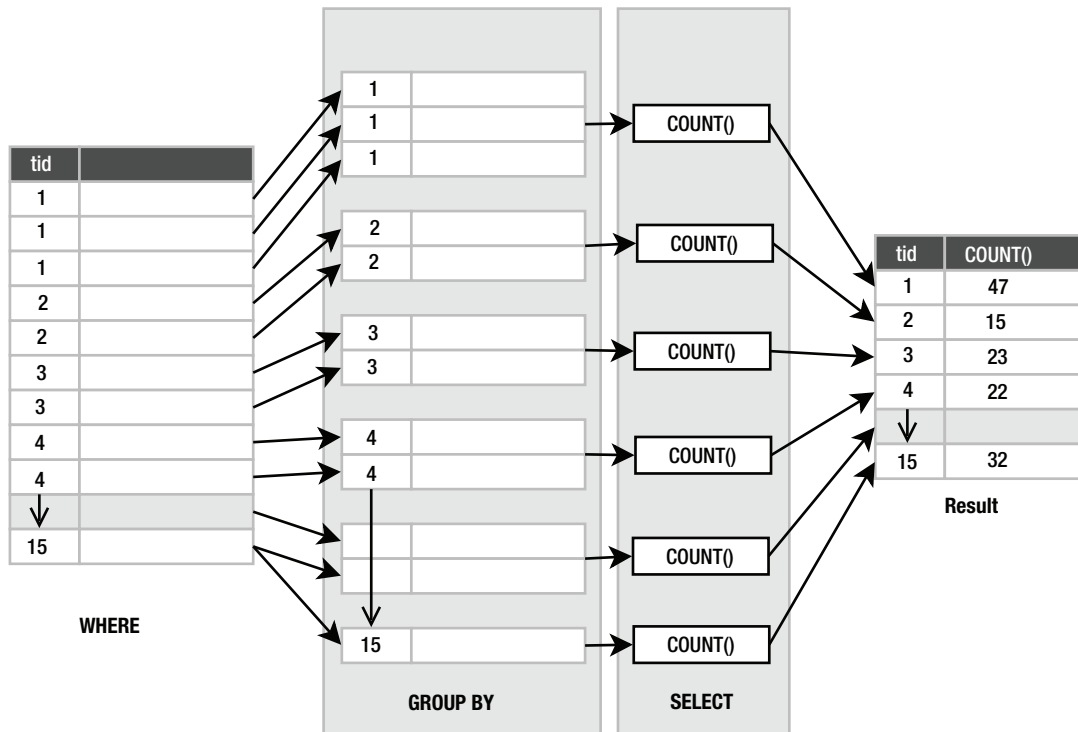 tid
1
1
1
2
2
3
3
4
4
15
WHERE
1
1
1
2
2
3
3
4
4
15
GROUP BY
COUNT()
COUNT()
COUNT()
COUNT()
COUNT()
COUNT()
SELECT
tid COUNT()
1 47
2 15
3 23
4 22
15 32
Result